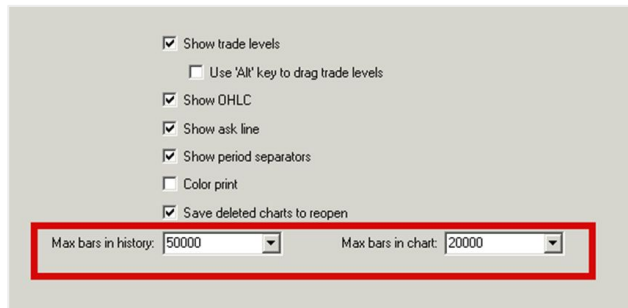 Show trade levels
Use 'Alt' key to drag trade levels
Show OHLC
Show ask line
Show period separators
Color print
Save deleted charts to reopen
Max bars in history: 50000 Max bars in chart: 20000